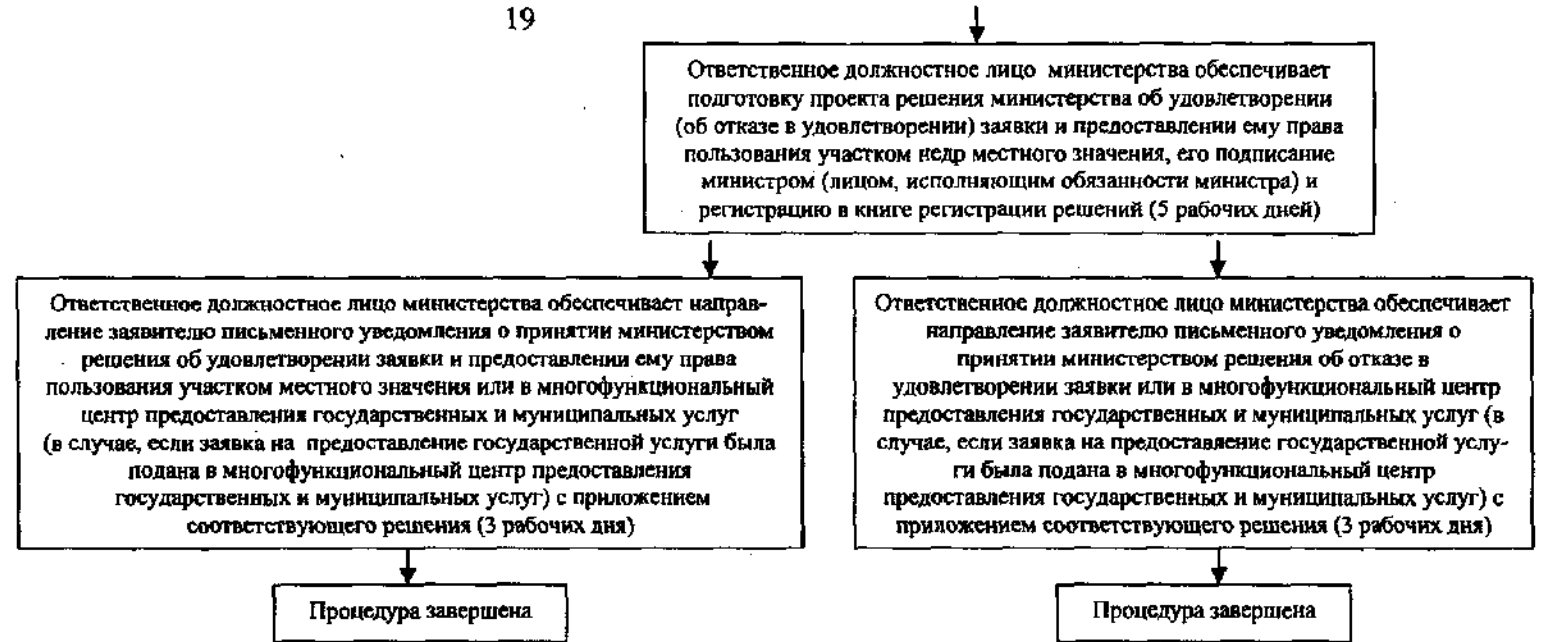 19
Ответственное должностное лицо министерства обеспечивает
подготовку проекта решения министерства об удовлетворении
(об отказе в удовлетворении) заявки и предоставлении ему права
пользования участком недр местного значения, его подписание
министром (лицом, исполняющим обязанности министра) и
регистрацию в книге регистрации решений (5 рабочих дней)
Ответственное должностное лицо министерства обеспечивает направ-
ление заявителю письменного уведомления о принятии министерством
решения об удовлетворении заявки и предоставлении ему права
пользования участком местного значения или в многофункциональный
центр предоставления государственных и муниципальных услуг
(в случае, если заявка на предоставление государственной услуги была
подана в многофункциональный центр предоставления
государственных и муниципальных услуг) с приложением
соответствующего решения (3 рабочих дня)
Ответственное должностное лицо министерства обеспечивает
направление заявителю письменного уведомления о
принятии министерством решения об отказе в
удовлетворении заявки или в многофункциональный центр
предоставления государственных и муниципальных услуг (в
случае, если заявка на предоставление государственной услу-
ги была подана в многофункциональный центр
предоставления государственных и муниципальных услуг) с
приложением соответствующего решения (3 рабочих дня)
Процедура завершена
Процедура завершена